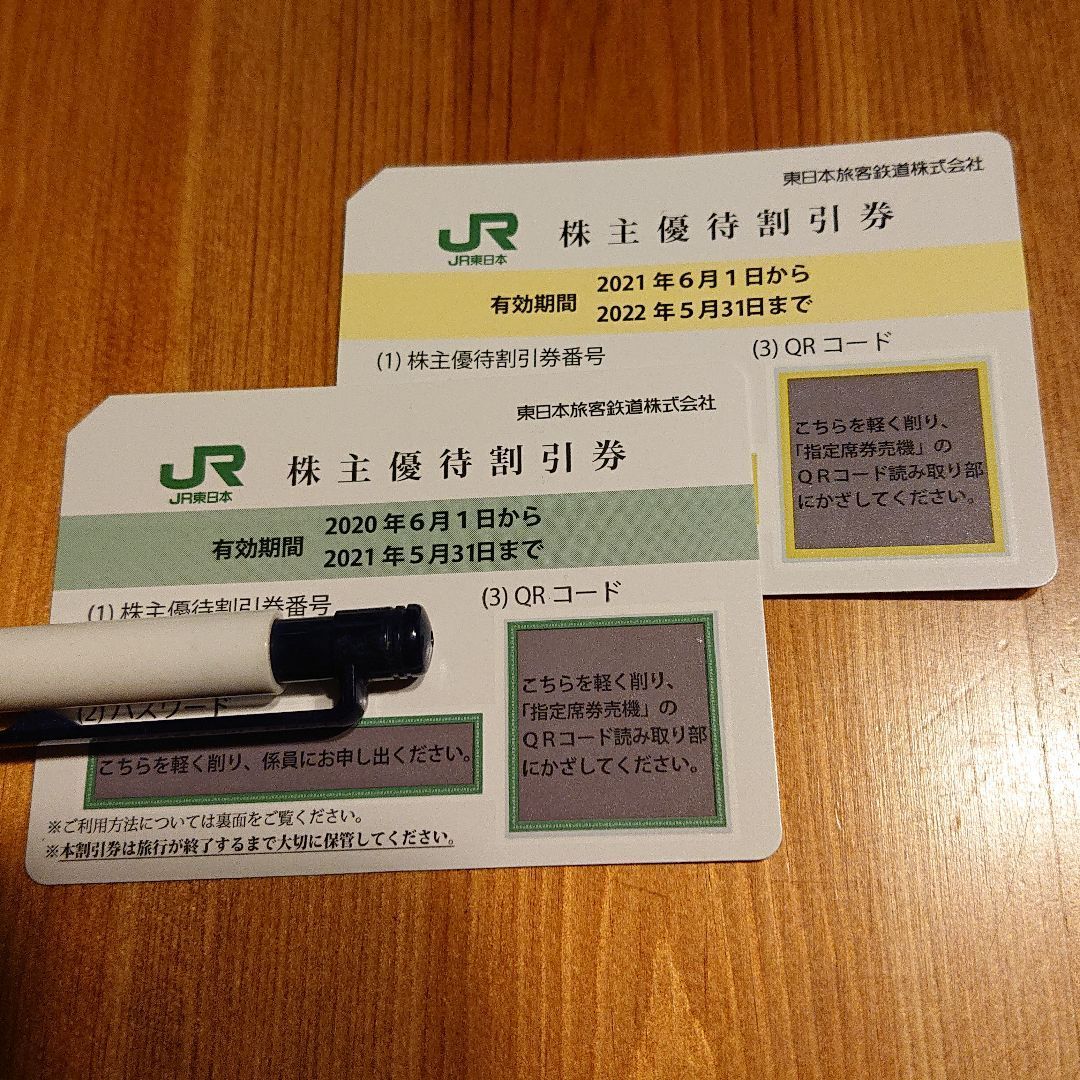 東日本旅客鉄道株式会社
JR
JR東日本
株主優待割引券
有効期間
2021年6月1日から
2022年5月31日まで
(1) 株主優待割引券番号
(3) QRコード
こちらを軽く削り、
「指定席券売機」の
QRコード読み取り部
にかざしてください。
東日本旅客鉄道株式会社
JR
JR東日本
株主優待割引券
有効期間
2020年6月1日から
2021年5月31日まで
(1) 株主優待割引券番号
(2) パスワード
こちらを軽く削り、係員にお申し出ください。
(3) QRコード
こちらを軽く削り、
「指定席券売機」の
QRコード読み取り部
にかざしてください。
※ご利用方法については裏面をご覧ください。
※本割引券は旅行が終了するまで大切に保管してください。